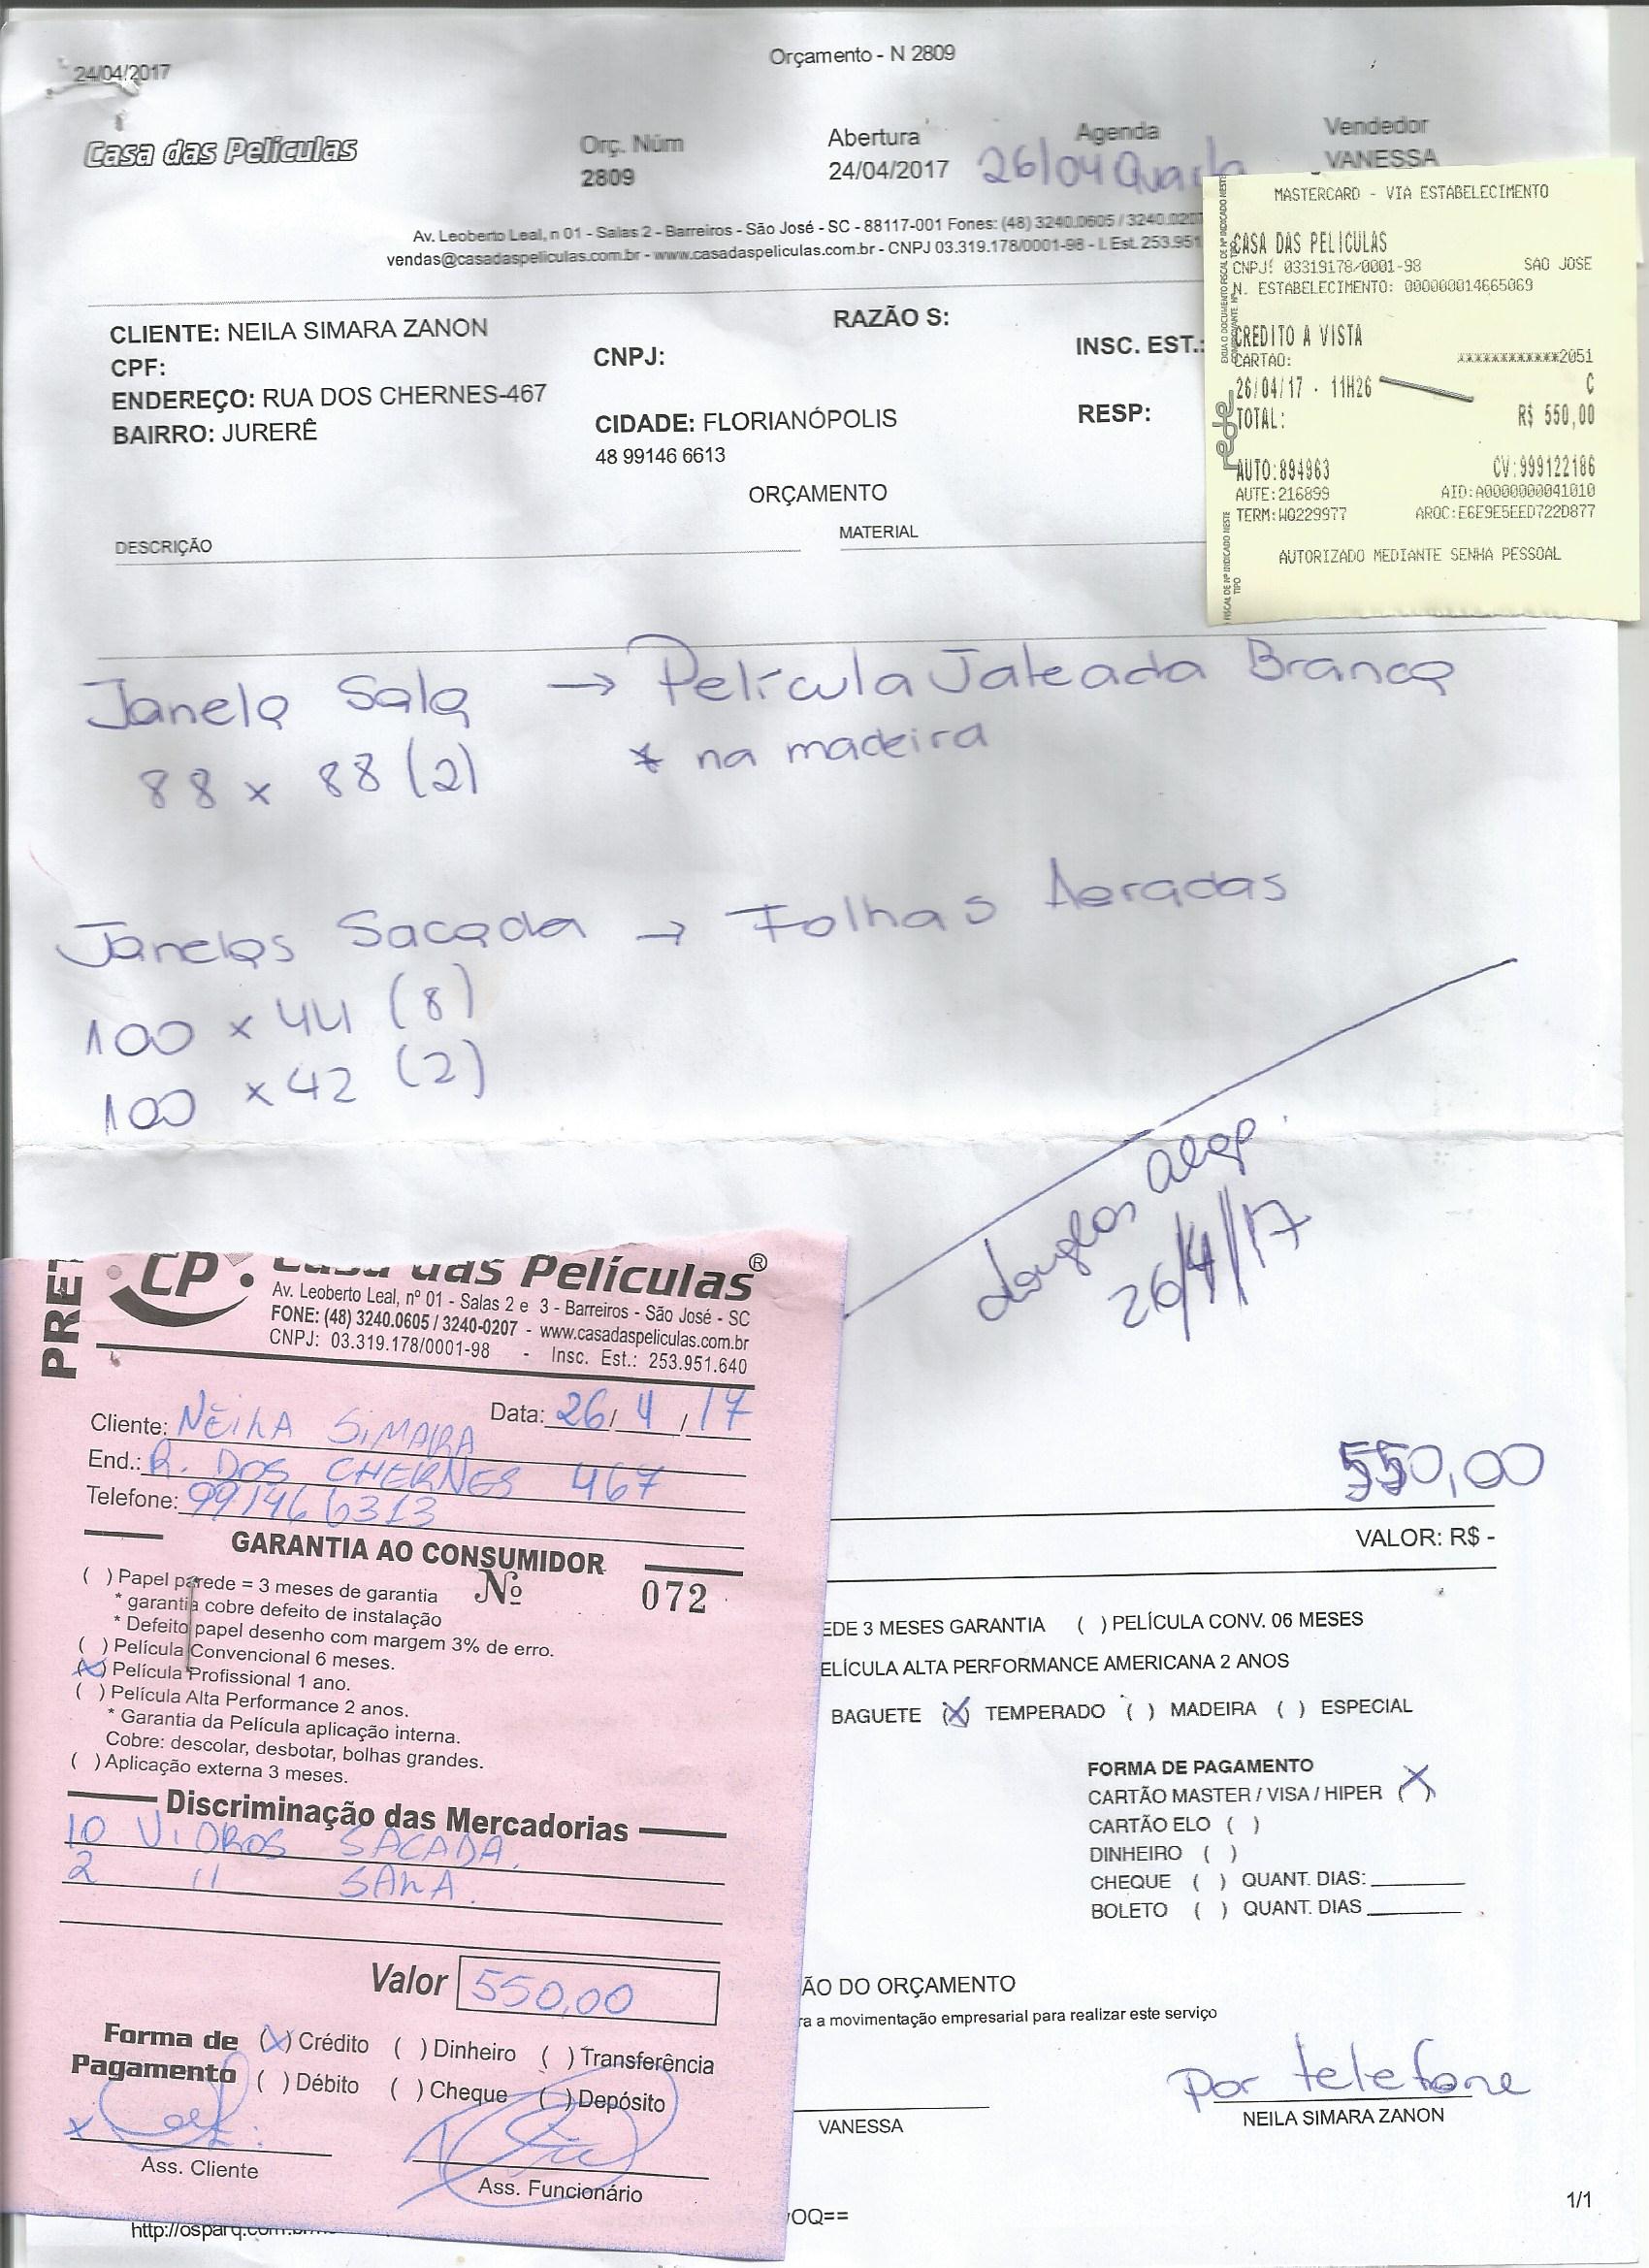 24/04/2017
Orçamento - N 2809
Casa das Películas
Orç. Núm
2809
Abertura
24/04/2017
Agenda
26/04 Quarta
Vendedor
VANESSA
Av. Leoberto Leal, n 01 - Salas 2 - Barreiros - São José - SC - 88117-001 Fones: (48) 3240.0605 / 3240.0207
vendas@casadaspeliculas.com.br - www.casadaspeliculas.com.br - CNPJ 03.319.178/0001-98 - I. Est. 253.951
CLIENTE: NEILA SIMARA ZANON
RAZÃO S:
CPF:
CNPJ:
INSC. EST.:
ENDEREÇO: RUA DOS CHERNES-467
BAIRRO: JURERÊ
CIDADE: FLORIANÓPOLIS
RESP:
48 99146 6613
ORÇAMENTO
DESCRIÇÃO
MATERIAL
MASTERCARD - VIA ESTABELECIMENTO
CASA DAS PELICULAS
CNPJ: 03319178/0001-98 SAO JOSE
N. ESTABELECIMENTO: 000000014665069
CREDITO A VISTA
CARTAO: ************2051
26/04/17 - 11H26 C
TOTAL: R$ 550,00
AUTO:894963 CV:999122186
AUTE:216899 AID:A0000000041010
TERM:WQ229977 ARQC:E6E9E5EED722D877
AUTORIZADO MEDIANTE SENHA PESSOAL
rede
Janela Sala → Película Jateada Branca
88 x 88 (2) * na madeira
Janelas Sacada → Folhas Aeradas
100 x 44 (8)
100 x 42 (2)
26/4/17
550,00
VALOR: R$ -
EDE 3 MESES GARANTIA ( ) PELÍCULA CONV. 06 MESES
ELÍCULA ALTA PERFORMANCE AMERICANA 2 ANOS
BAGUETE (X) TEMPERADO ( ) MADEIRA ( ) ESPECIAL
FORMA DE PAGAMENTO
CARTÃO MASTER / VISA / HIPER (X)
CARTÃO ELO ( )
DINHEIRO ( )
CHEQUE ( ) QUANT. DIAS:
BOLETO ( ) QUANT. DIAS
ÃO DO ORÇAMENTO
ra a movimentação empresarial para realizar este serviço
Por telefone
VANESSA
NEILA SIMARA ZANON
1/1
OQ==
CP Casa das Películas ®
Av. Leoberto Leal, nº 01 - Salas 2 e 3 - Barreiros - São José - SC
FONE: (48) 3240.0605 / 3240-0207 - www.casadaspeliculas.com.br
CNPJ: 03.319.178/0001-98 - Insc. Est.: 253.951.640
Data: 26/4/17
Cliente: NEILA SIMARA
End.: R. DOS CHERNES 467
Telefone: 991466313
GARANTIA AO CONSUMIDOR
Nº 072
( ) Papel parede = 3 meses de garantia
* garantia cobre defeito de instalação
* Defeito papel desenho com margem 3% de erro.
( ) Película Convencional 6 meses.
(X) Película Profissional 1 ano.
( ) Película Alta Performance 2 anos.
* Garantia da Película aplicação interna.
Cobre: descolar, desbotar, bolhas grandes.
( ) Aplicação externa 3 meses.
Discriminação das Mercadorias
10 VIDROS SACADA.
2 " SALA.
Valor 550,00
Forma de Pagamento
(X) Crédito ( ) Dinheiro ( ) Transferência
( ) Débito ( ) Cheque ( ) Depósito
Ass. Cliente
Ass. Funcionário